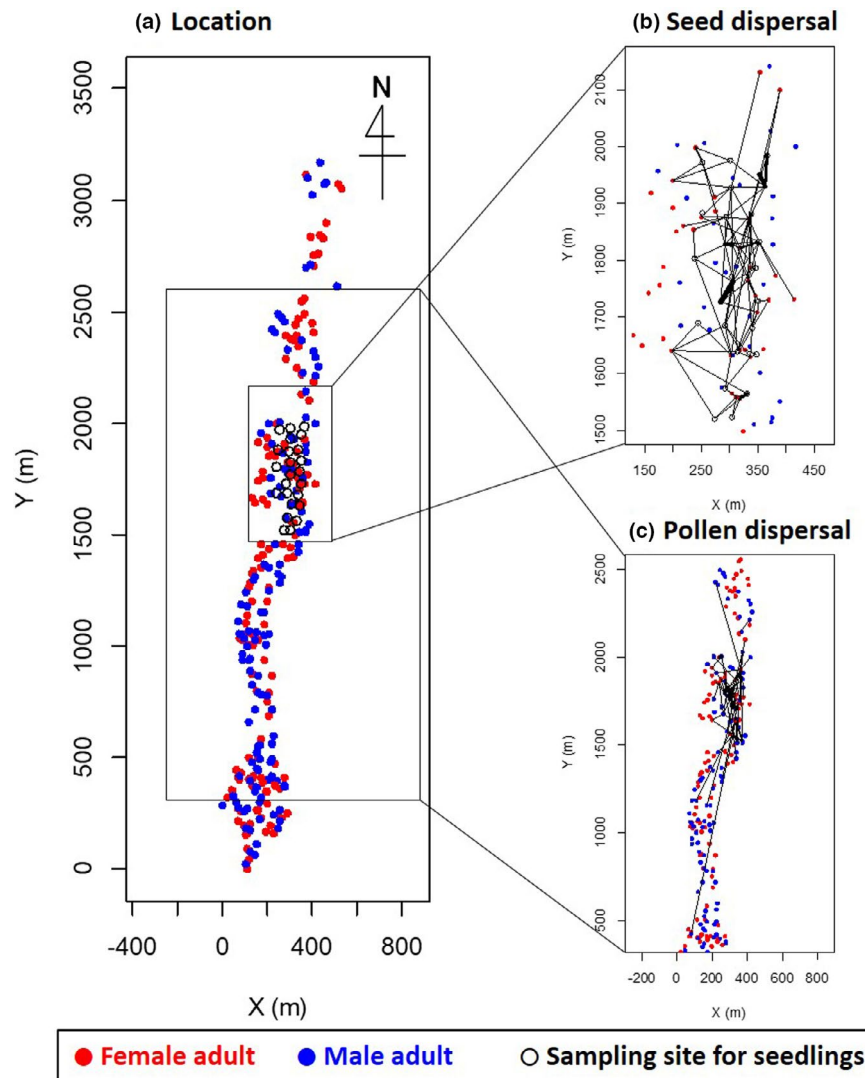 (a) Location
N
3500
3000
2500
2000
1500
1000
500
0
Y (m)
-400 0 400 800
X (m)
(b) Seed dispersal
2100
2000
1900
1800
1700
1600
1500
Y (m)
150 250 350 450
X (m)
(c) Pollen dispersal
2500
2000
1500
1000
500
Y (m)
-200 0 200 400 600 800
X (m)
Female adult Male adult Sampling site for seedlings